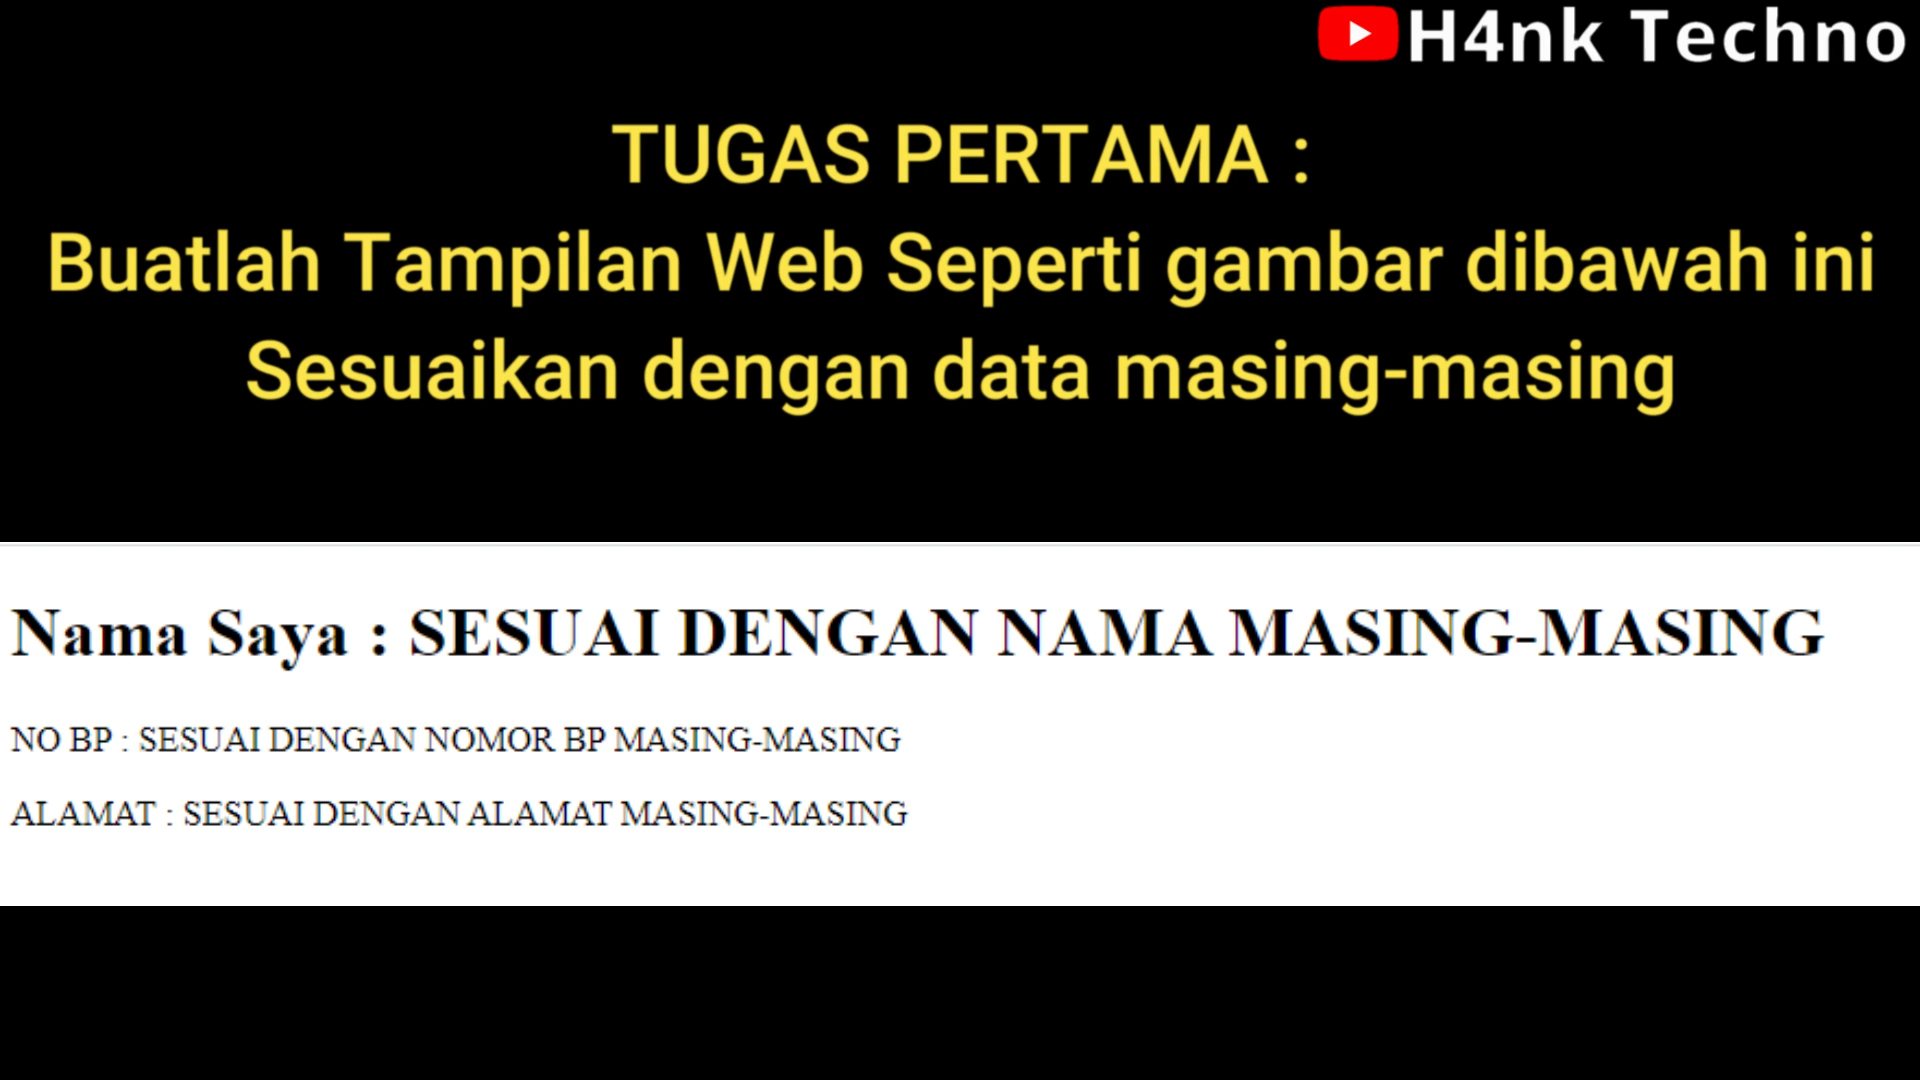 H4nk Techno
TUGAS PERTAMA :
Buatlah Tampilan Web Seperti gambar dibawah ini
Sesuaikan dengan data masing-masing
Nama Saya : SESUAI DENGAN NAMA MASING-MASING
NO BP : SESUAI DENGAN NOMOR BP MASING-MASING
ALAMAT : SESUAI DENGAN ALAMAT MASING-MASING